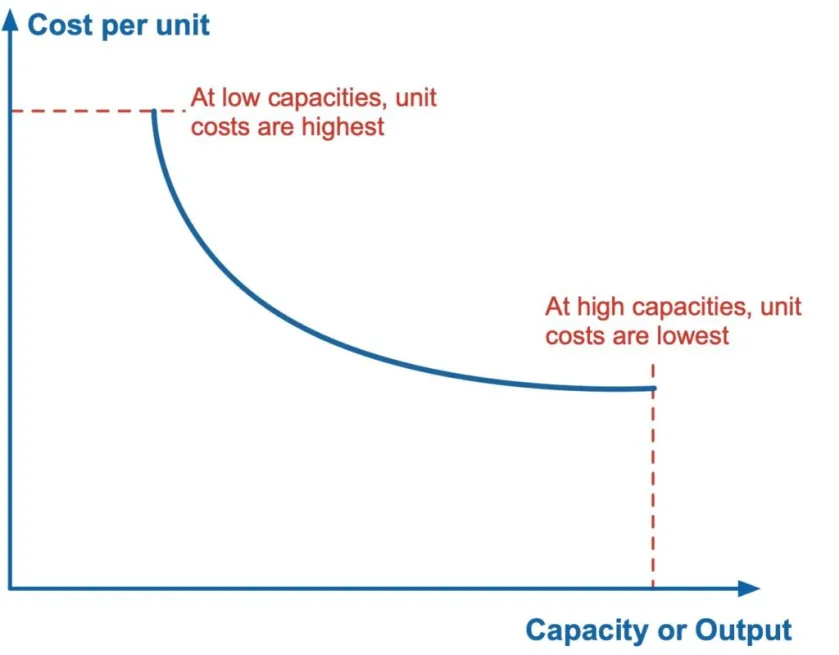 Cost per unit
At low capacities, unit
costs are highest
At high capacities, unit
costs are lowest
Capacity or Output